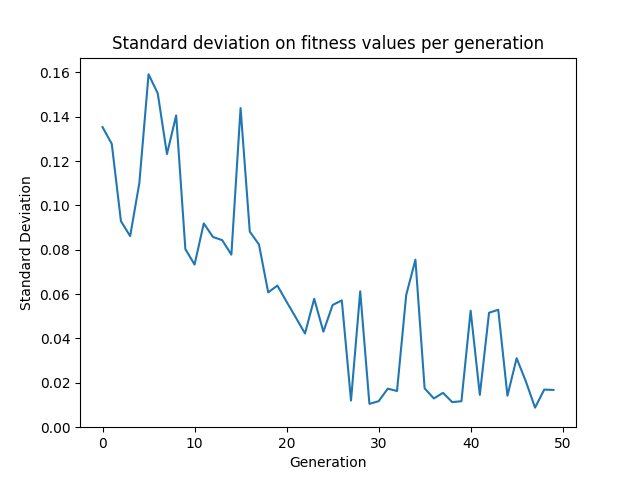 Standard deviation on fitness values per generation
0.16
0.14
0.12
0.10
0.08
0.06
0.04
0.02
0.00
Standard Deviation
0 10 20 30 40 50
Generation